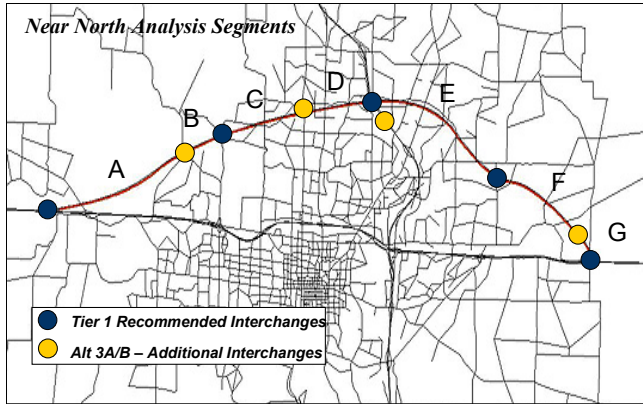 Near North Analysis Segments
D
E
C
B
A
F
G
Tier 1 Recommended Interchanges
Alt 3A/B – Additional Interchanges